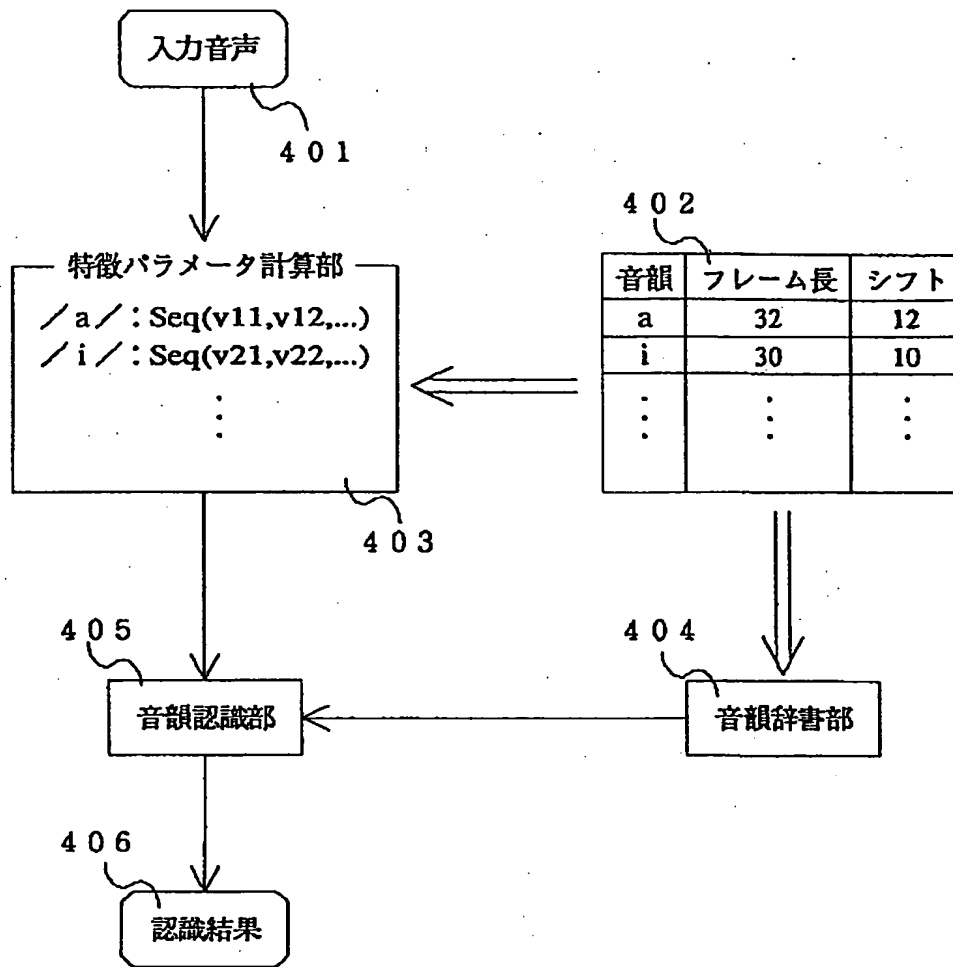 入力音声
401
402
特徴パラメータ計算部
／a／：Seq(v11,v12,...)
／i／：Seq(v21,v22,...)
⋮
403
音韻 フレーム長 シフト
a 32 12
i 30 10
⋮ ⋮ ⋮
405
音韻認識部
404
音韻辞書部
406
認識結果